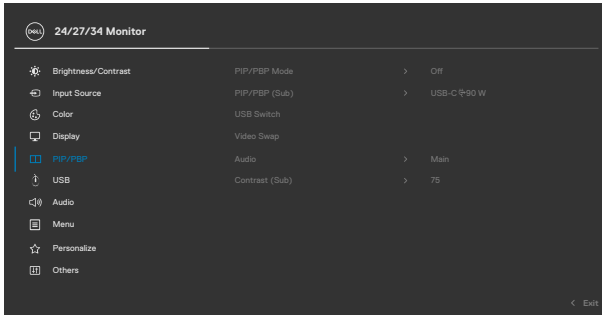 DELL
24/27/34 Monitor
Brightness/Contrast
PIP/PBP Mode > Off
Input Source
PIP/PBP (Sub) > USB-C 90 W
Color
USB Switch
Display
Video Swap
PIP/PBP
Audio > Main
USB
Contrast (Sub) > 75
Audio
Menu
Personalize
Others
< Exit